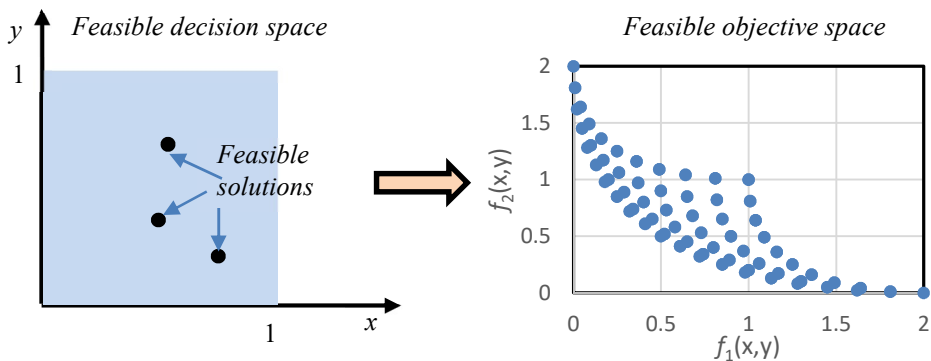 Feasible decision space
y
1
Feasible
solutions
1
x
Feasible objective space
2
1.5
1
0.5
0
f2(x,y)
0
0.5
1
1.5
2
f1(x,y)